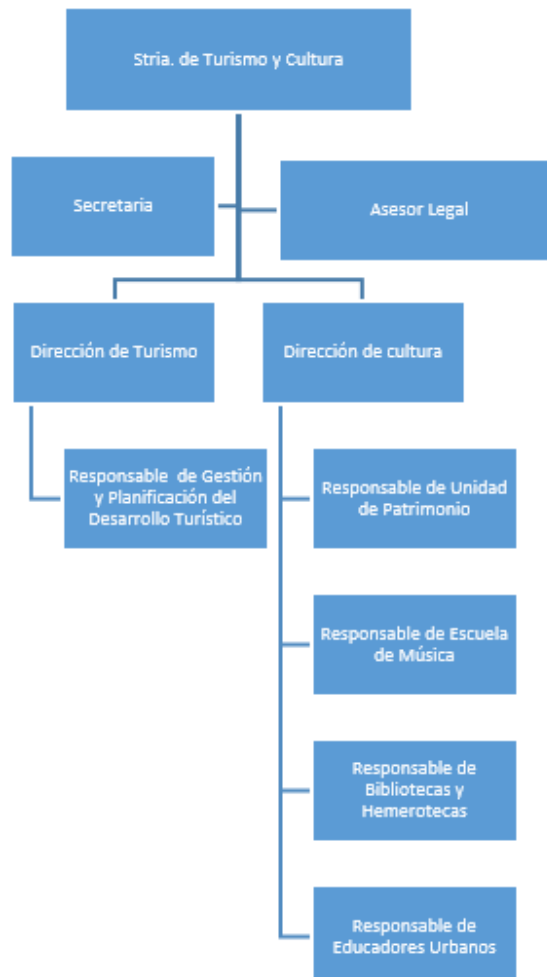 Stria. de Turismo y Cultura
Secretaria
Asesor Legal
Dirección de Turismo
Dirección de cultura
Responsable de Gestión
y Planificación del
Desarrollo Turístico
Responsable de Unidad
de Patrimonio
Responsable de Escuela
de Música
Responsable de
Bibliotecas y
Hemerotecas
Responsable de
Educadores Urbanos